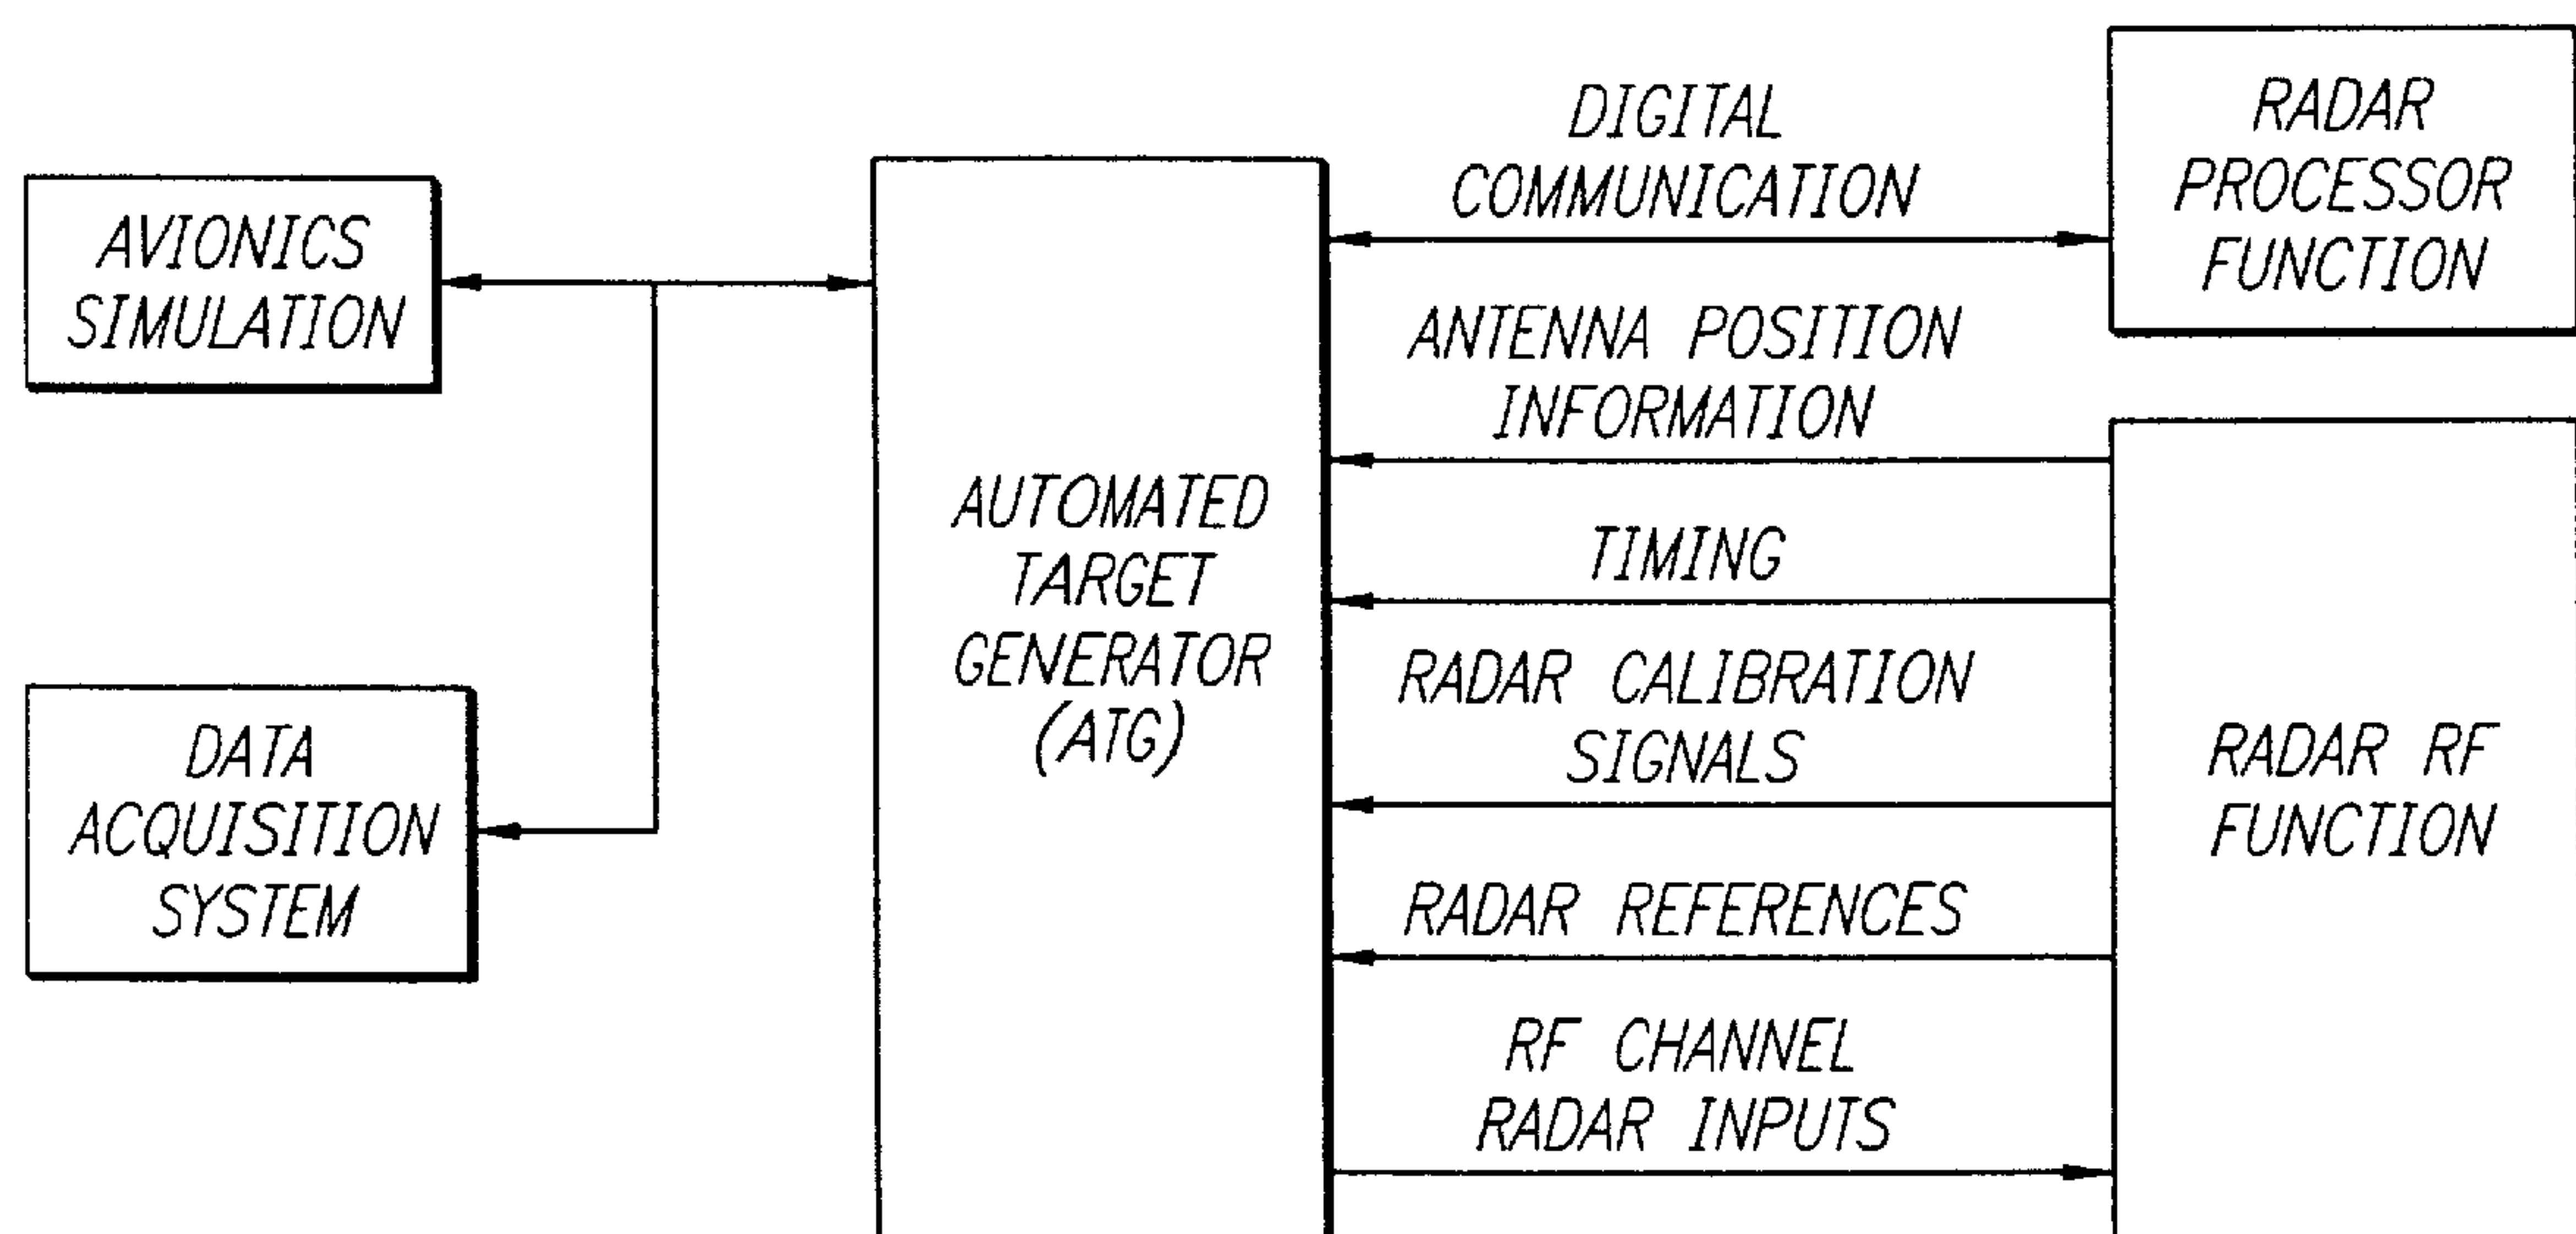 AVIONICS
SIMULATION
DATA
ACQUISITION
SYSTEM
AUTOMATED
TARGET
GENERATOR
(ATG)
DIGITAL
COMMUNICATION
ANTENNA POSITION
INFORMATION
TIMING
RADAR CALIBRATION
SIGNALS
RADAR REFERENCES
RF CHANNEL
RADAR INPUTS
RADAR
PROCESSOR
FUNCTION
RADAR RF
FUNCTION